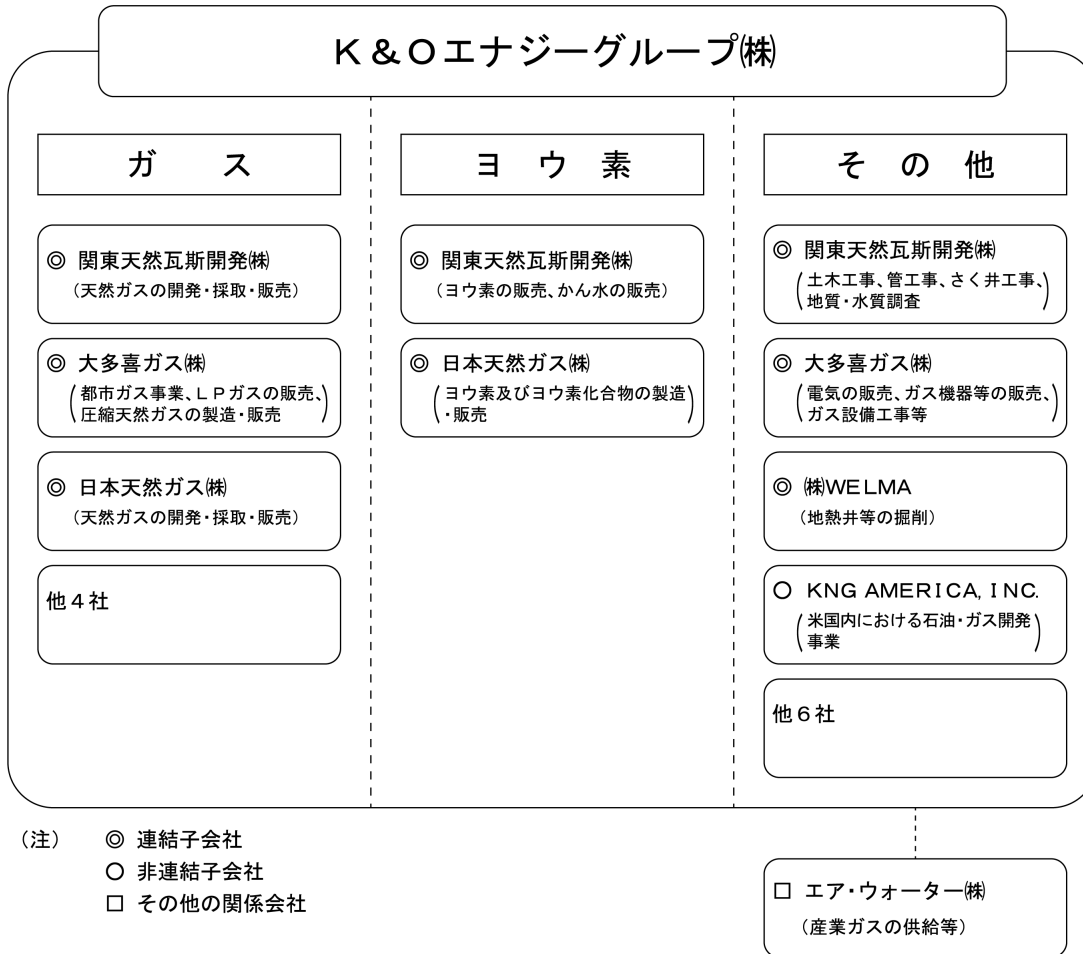 K&Oエナジーグループ㈱
ガス
◎ 関東天然瓦斯開発㈱
(天然ガスの開発・採取・販売)
◎ 大多喜ガス㈱
(都市ガス事業、LPガスの販売、
圧縮天然ガスの製造・販売)
◎ 日本天然ガス㈱
(天然ガスの開発・採取・販売)
他4社
ヨウ素
◎ 関東天然瓦斯開発㈱
(ヨウ素の販売、かん水の販売)
◎ 日本天然ガス㈱
(ヨウ素及びヨウ素化合物の製造
・販売)
その他
◎ 関東天然瓦斯開発㈱
(土木工事、管工事、さく井工事、
地質・水質調査)
◎ 大多喜ガス㈱
(電気の販売、ガス機器等の販売、
ガス設備工事等)
◎ ㈱WELMA
(地熱井等の掘削)
○ KNG AMERICA, INC.
(米国内における石油・ガス開発
事業)
他6社
(注) ◎ 連結子会社
○ 非連結子会社
□ その他の関係会社
□ エア・ウォーター㈱
(産業ガスの供給等)